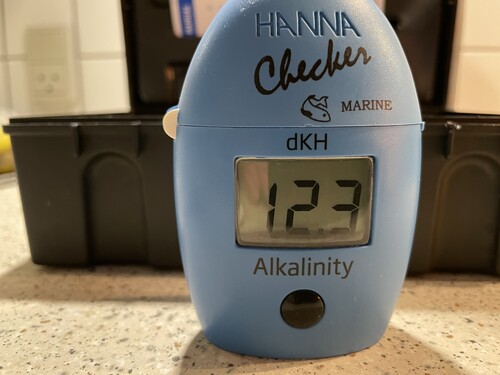 HANNA
Checker
MARINE
dKH
12.3
Alkalinity